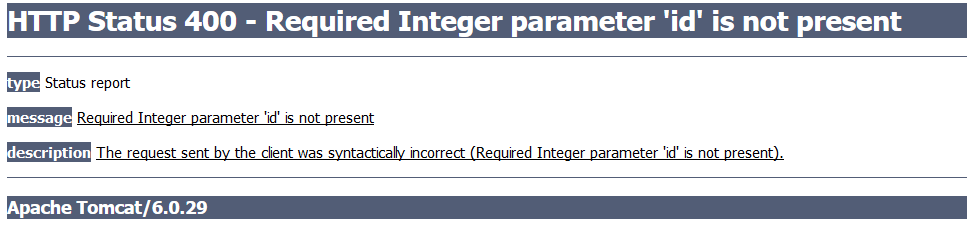 HTTP Status 400 - Required Integer parameter 'id' is not present
type Status report
message Required Integer parameter 'id' is not present
description The request sent by the client was syntactically incorrect (Required Integer parameter 'id' is not present).
Apache Tomcat/6.0.29